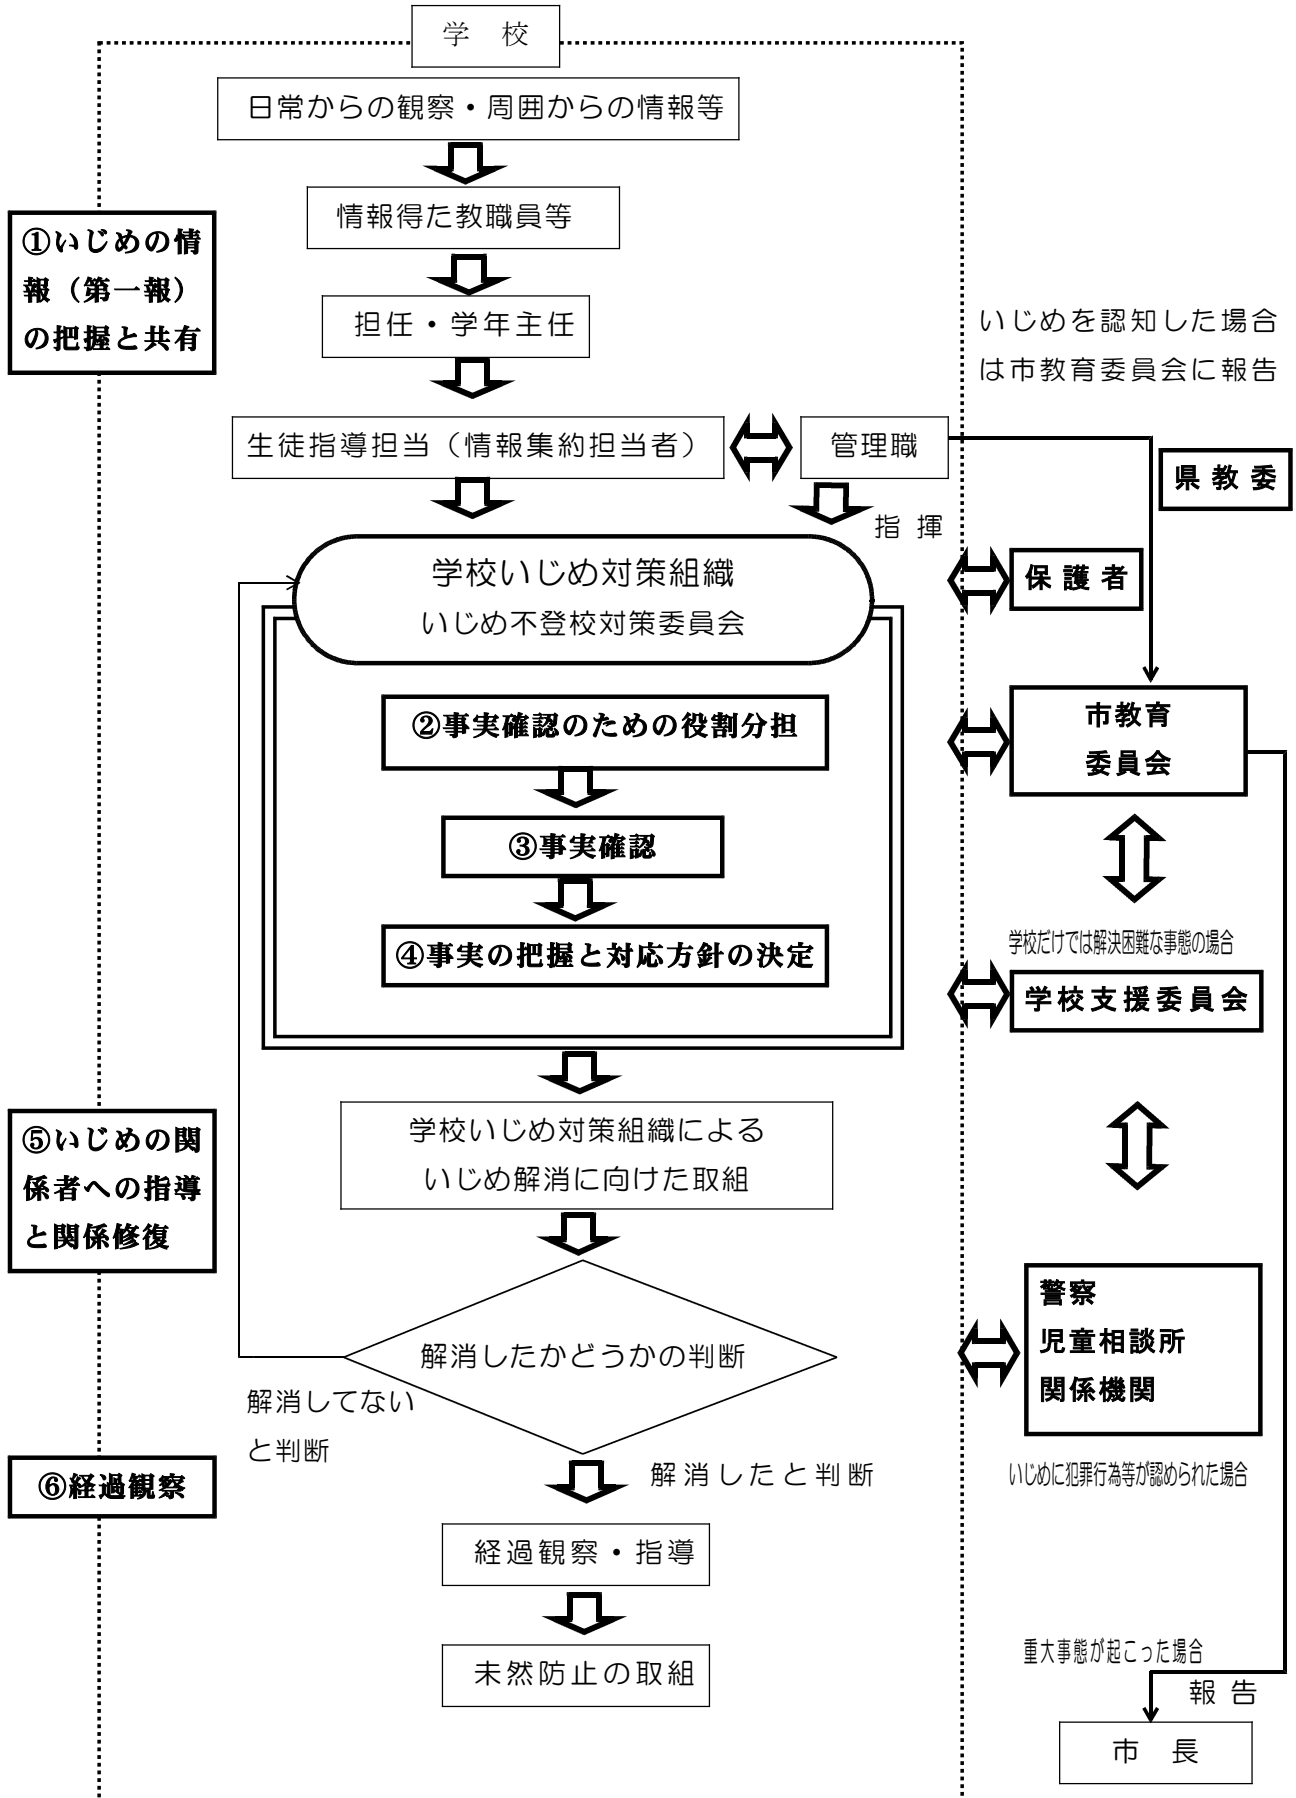 学　校
日常からの観察・周囲からの情報等
情報得た教職員等
①いじめの情
報（第一報）
の把握と共有
担任・学年主任
いじめを認知した場合
は市教育委員会に報告
生徒指導担当（情報集約担当者）
管理職
県教委
指揮
学校いじめ対策組織
いじめ不登校対策委員会
保護者
②事実確認のための役割分担
市教育
委員会
③事実確認
④事実の把握と対応方針の決定
学校だけでは解決困難な事態の場合
学校支援委員会
⑤いじめの関
係者への指導
と関係修復
学校いじめ対策組織による
いじめ解消に向けた取組
解消したかどうかの判断
警察
児童相談所
関係機関
解消してない
と判断
解消したと判断
いじめに犯罪行為等が認められた場合
⑥経過観察
経過観察・指導
未然防止の取組
重大事態が起こった場合
報告
市　長